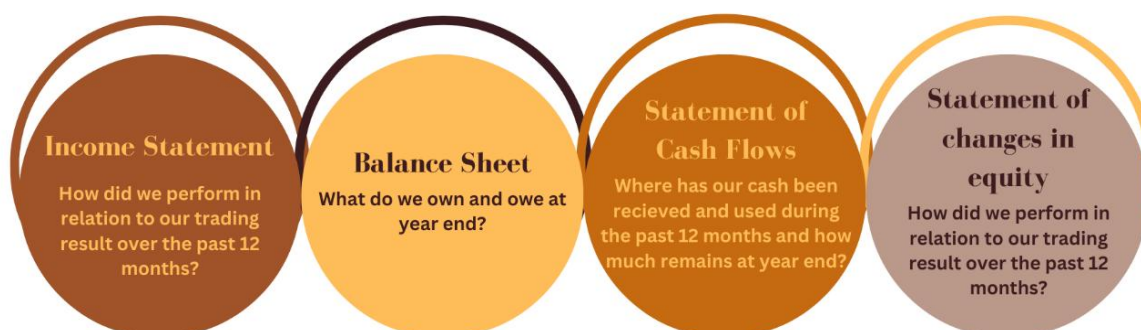 Income Statement
How did we perform in
relation to our trading
result over the past 12
months?
Balance Sheet
What do we own and owe at
year end?
Statement of
Cash Flows
Where has our cash been
recieved and used during
the past 12 months and how
much remains at year end?
Statement of
changes in
equity
How did we perform in
relation to our trading
result over the past 12
months?